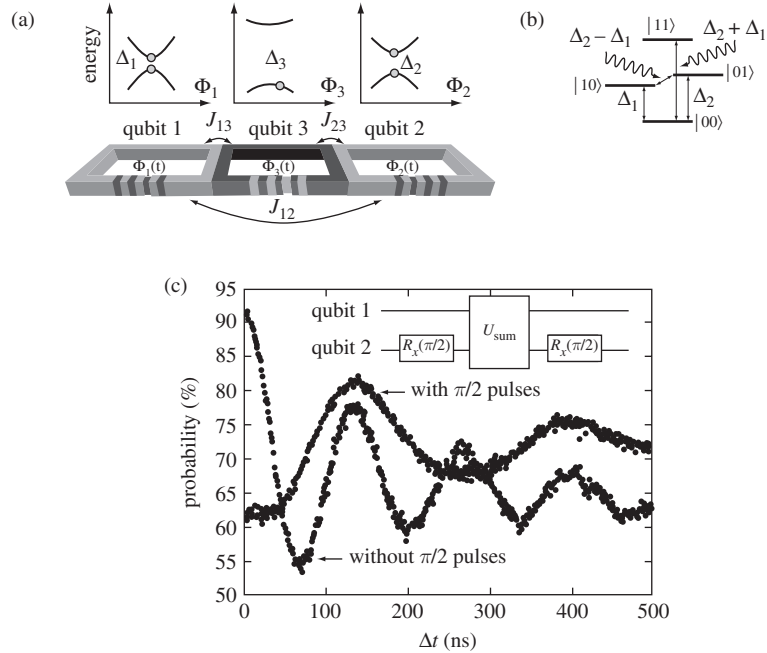 (a)
energy
Δ1
Φ1
Δ3
Φ3
Δ2
Φ2
qubit 1
J13
qubit 3
J23
qubit 2
Φ1(t)
Φ3(t)
Φ2(t)
J12
(b)
Δ2 − Δ1
|11⟩
Δ2 + Δ1
|10⟩
|01⟩
Δ1
Δ2
|00⟩
(c)
probability (%)
95
90
85
80
75
70
65
60
55
50
qubit 1
qubit 2
Rx(π/2)
Usum
Rx(π/2)
with π/2 pulses
without π/2 pulses
0
100
200
300
400
500
Δt (ns)